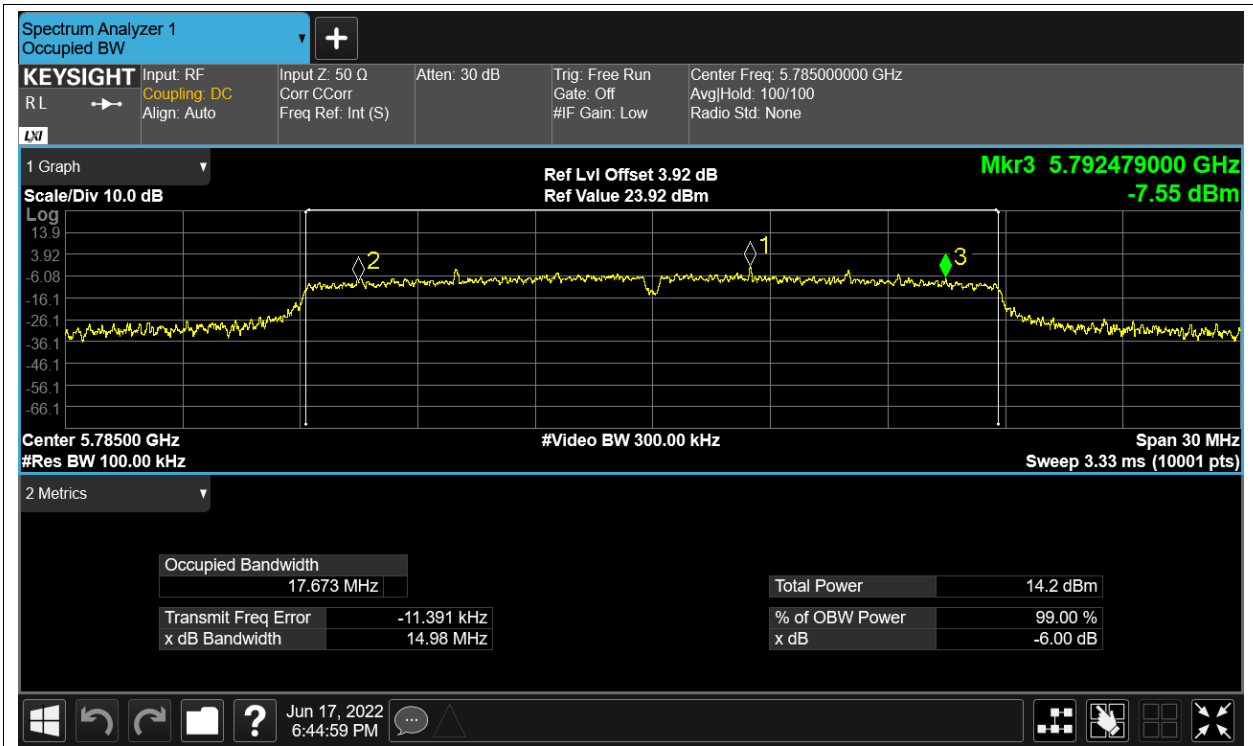 Spectrum Analyzer 1
Occupied BW
KEYSIGHT
R L
LXI
Input: RF
Coupling: DC
Align: Auto
Input Z: 50 Ω
Corr CCorr
Freq Ref: Int (S)
Atten: 30 dB
Trig: Free Run
Gate: Off
#IF Gain: Low
Center Freq: 5.785000000 GHz
Avg|Hold: 100/100
Radio Std: None
1 Graph
Scale/Div 10.0 dB
Ref Lvl Offset 3.92 dB
Ref Value 23.92 dBm
Mkr3 5.792479000 GHz
-7.55 dBm
Log
13.9
3.92
-6.08
-16.1
-26.1
-36.1
-46.1
-56.1
-66.1
2
1
3
Center 5.78500 GHz
#Video BW 300.00 kHz
Span 30 MHz
#Res BW 100.00 kHz
Sweep 3.33 ms (10001 pts)
2 Metrics
Occupied Bandwidth
17.673 MHz
Total Power 14.2 dBm
Transmit Freq Error -11.391 kHz
% of OBW Power 99.00 %
x dB Bandwidth 14.98 MHz
x dB -6.00 dB
?
Jun 17, 2022
6:44:59 PM